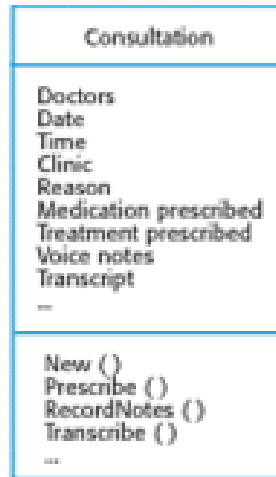 Consultation
Doctors
Date
Time
Clinic
Reason
Medication prescribed
Treatment prescribed
Voice notes
Transcript
...
New ( )
Prescribe ( )
RecordNotes ( )
Transcribe ( )
...